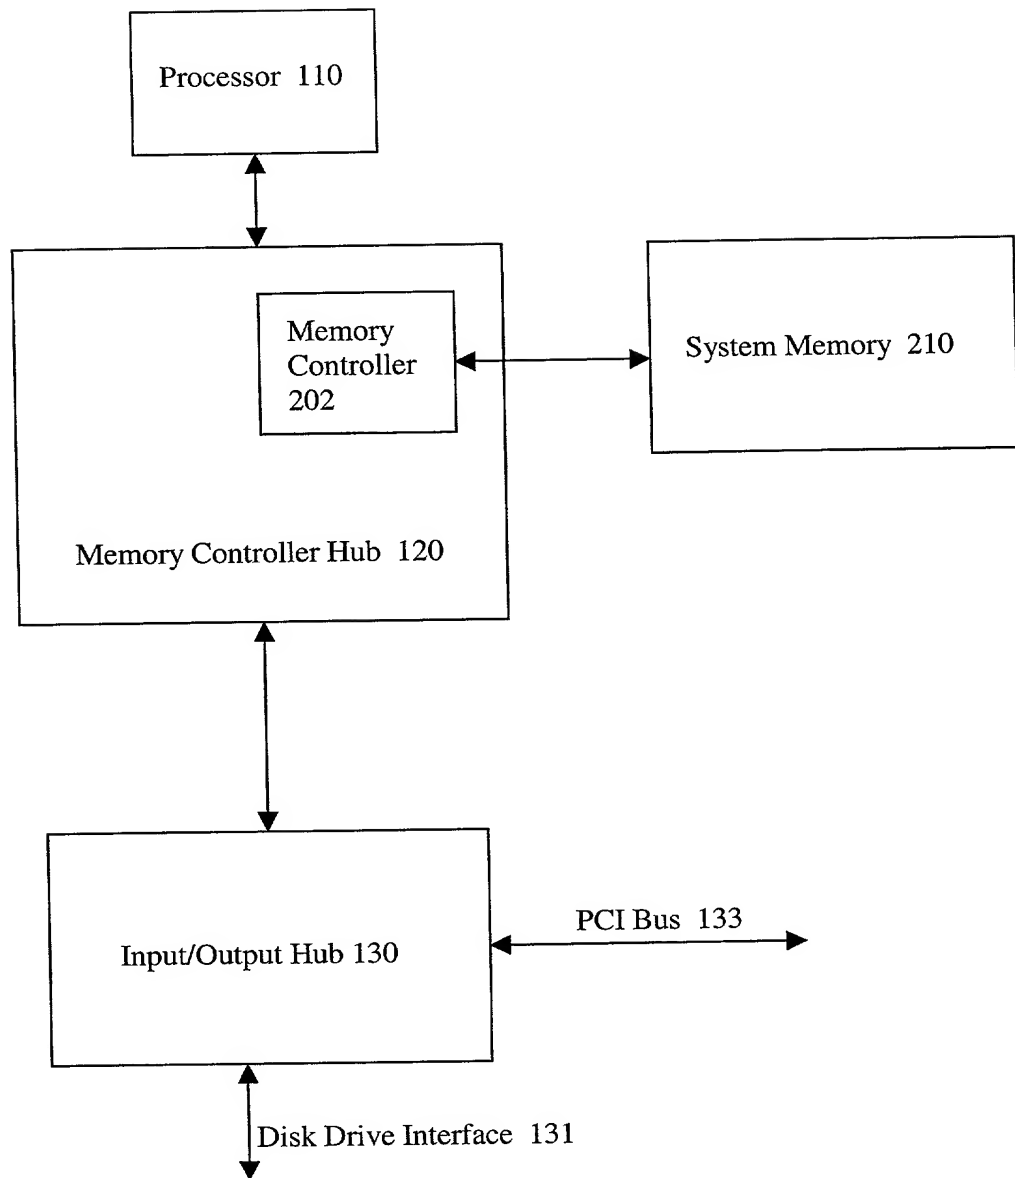 Processor 110
Memory
Controller
202
System Memory 210
Memory Controller Hub 120
PCI Bus 133
Input/Output Hub 130
Disk Drive Interface 131